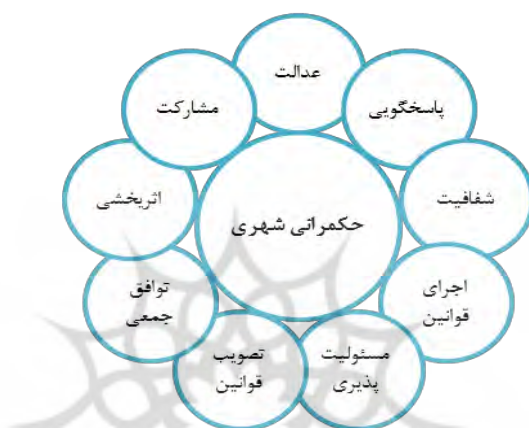 عدالت
پاسخگویی
شفافیت
اجرای
قوانین
مسئولیت
پذیری
تصویب
قوانین
توافق
جمعی
اثربخشی
مشارکت
حکمرانی شهری